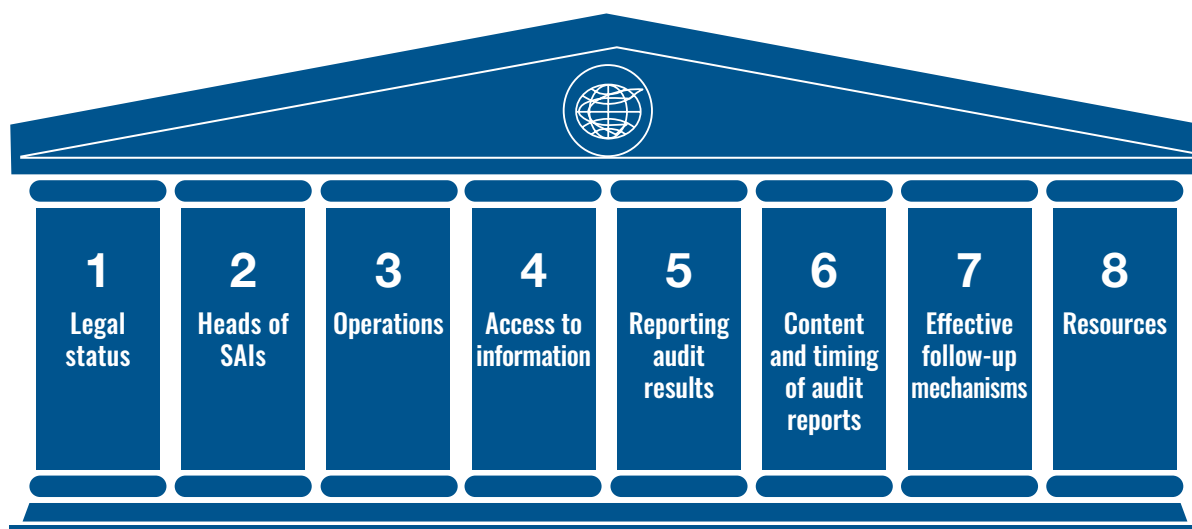 1
Legal
status
2
Heads of
SAIs
3
Operations
4
Access to
information
5
Reporting
audit
results
6
Content
and timing
of audit
reports
7
Effective
follow-up
mechanisms
8
Resources